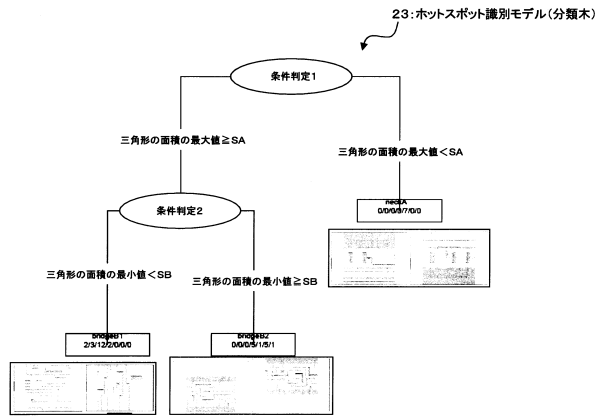 23:ホットスポット識別モデル(分類木)
条件判定1
三角形の面積の最大値≧SA
三角形の面積の最大値<SA
neckA
0/0/0/3/7/0/0
条件判定2
三角形の面積の最小値<SB
三角形の面積の最小値≧SB
bridgeB1
2/3/12/2/0/0/0
bridgeB2
0/0/0/5/1/5/1